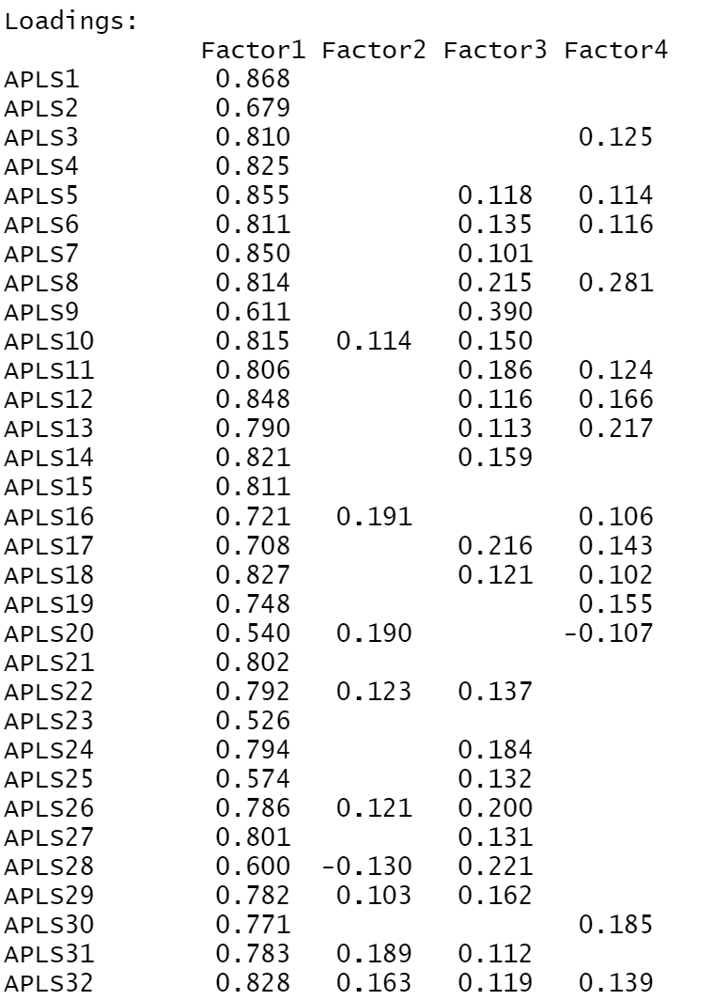 Loadings:
        Factor1 Factor2 Factor3 Factor4
APLS1    0.868
APLS2    0.679
APLS3    0.810                   0.125
APLS4    0.825
APLS5    0.855           0.118   0.114
APLS6    0.811           0.135   0.116
APLS7    0.850           0.101
APLS8    0.814           0.215   0.281
APLS9    0.611           0.390
APLS10   0.815   0.114   0.150
APLS11   0.806           0.186   0.124
APLS12   0.848           0.116   0.166
APLS13   0.790           0.113   0.217
APLS14   0.821           0.159
APLS15   0.811
APLS16   0.721   0.191           0.106
APLS17   0.708           0.216   0.143
APLS18   0.827           0.121   0.102
APLS19   0.748                   0.155
APLS20   0.540   0.190          -0.107
APLS21   0.802
APLS22   0.792   0.123   0.137
APLS23   0.526
APLS24   0.794           0.184
APLS25   0.574           0.132
APLS26   0.786   0.121   0.200
APLS27   0.801           0.131
APLS28   0.600  -0.130   0.221
APLS29   0.782   0.103   0.162
APLS30   0.771                   0.185
APLS31   0.783   0.189   0.112
APLS32   0.828   0.163   0.119   0.139